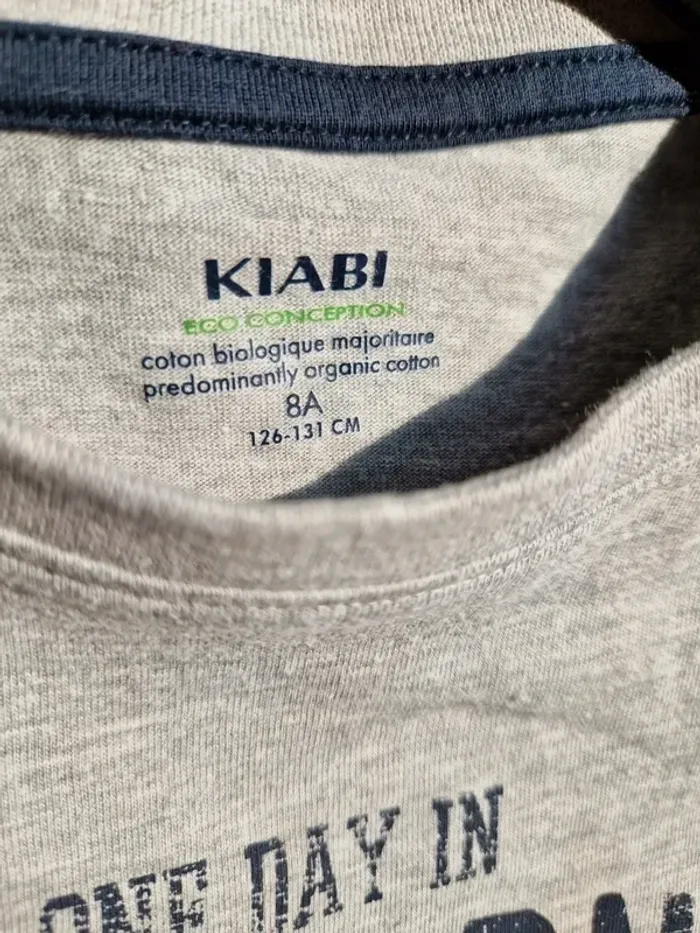 KIABI
ECO CONCEPTION
coton biologique majoritaire
predominantly organic cotton
8A
126-131 CM
ONE DAY IN